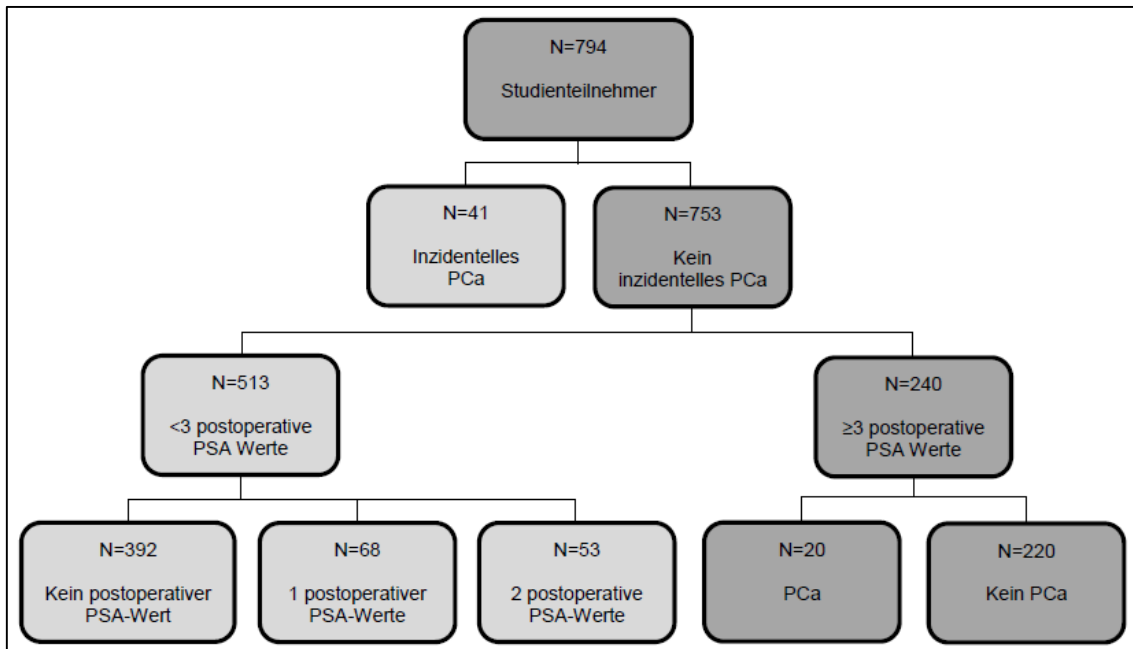 N=794
Studienteilnehmer
N=41
Inzidentelles
PCa
N=753
Kein
inzidentelles PCa
N=513
<3 postoperative
PSA Werte
N=240
≥3 postoperative
PSA Werte
N=392
Kein postoperativer
PSA-Wert
N=68
1 postoperativer
PSA-Werte
N=53
2 postoperative
PSA-Werte
N=20
PCa
N=220
Kein PCa